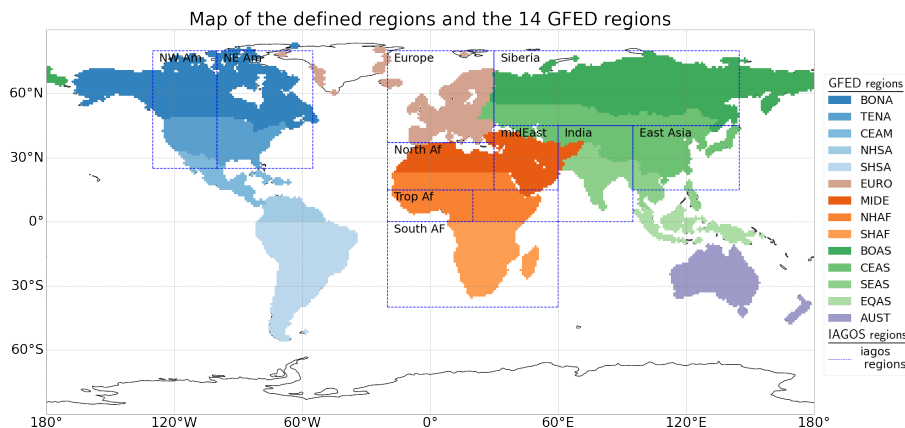 Map of the defined regions and the 14 GFED regions
NW Am
NE Am
Europe
Siberia
midEast
India
East Asia
North Af
Trop Af
South AF
60°N
30°N
0°
30°S
60°S
180°
120°W
60°W
0°
60°E
120°E
180°
GFED regions
BONA
TENA
CEAM
NHSA
SHSA
EURO
MIDE
NHAF
SHAF
BOAS
CEAS
SEAS
EQAS
AUST
IAGOS regions
iagos
regions